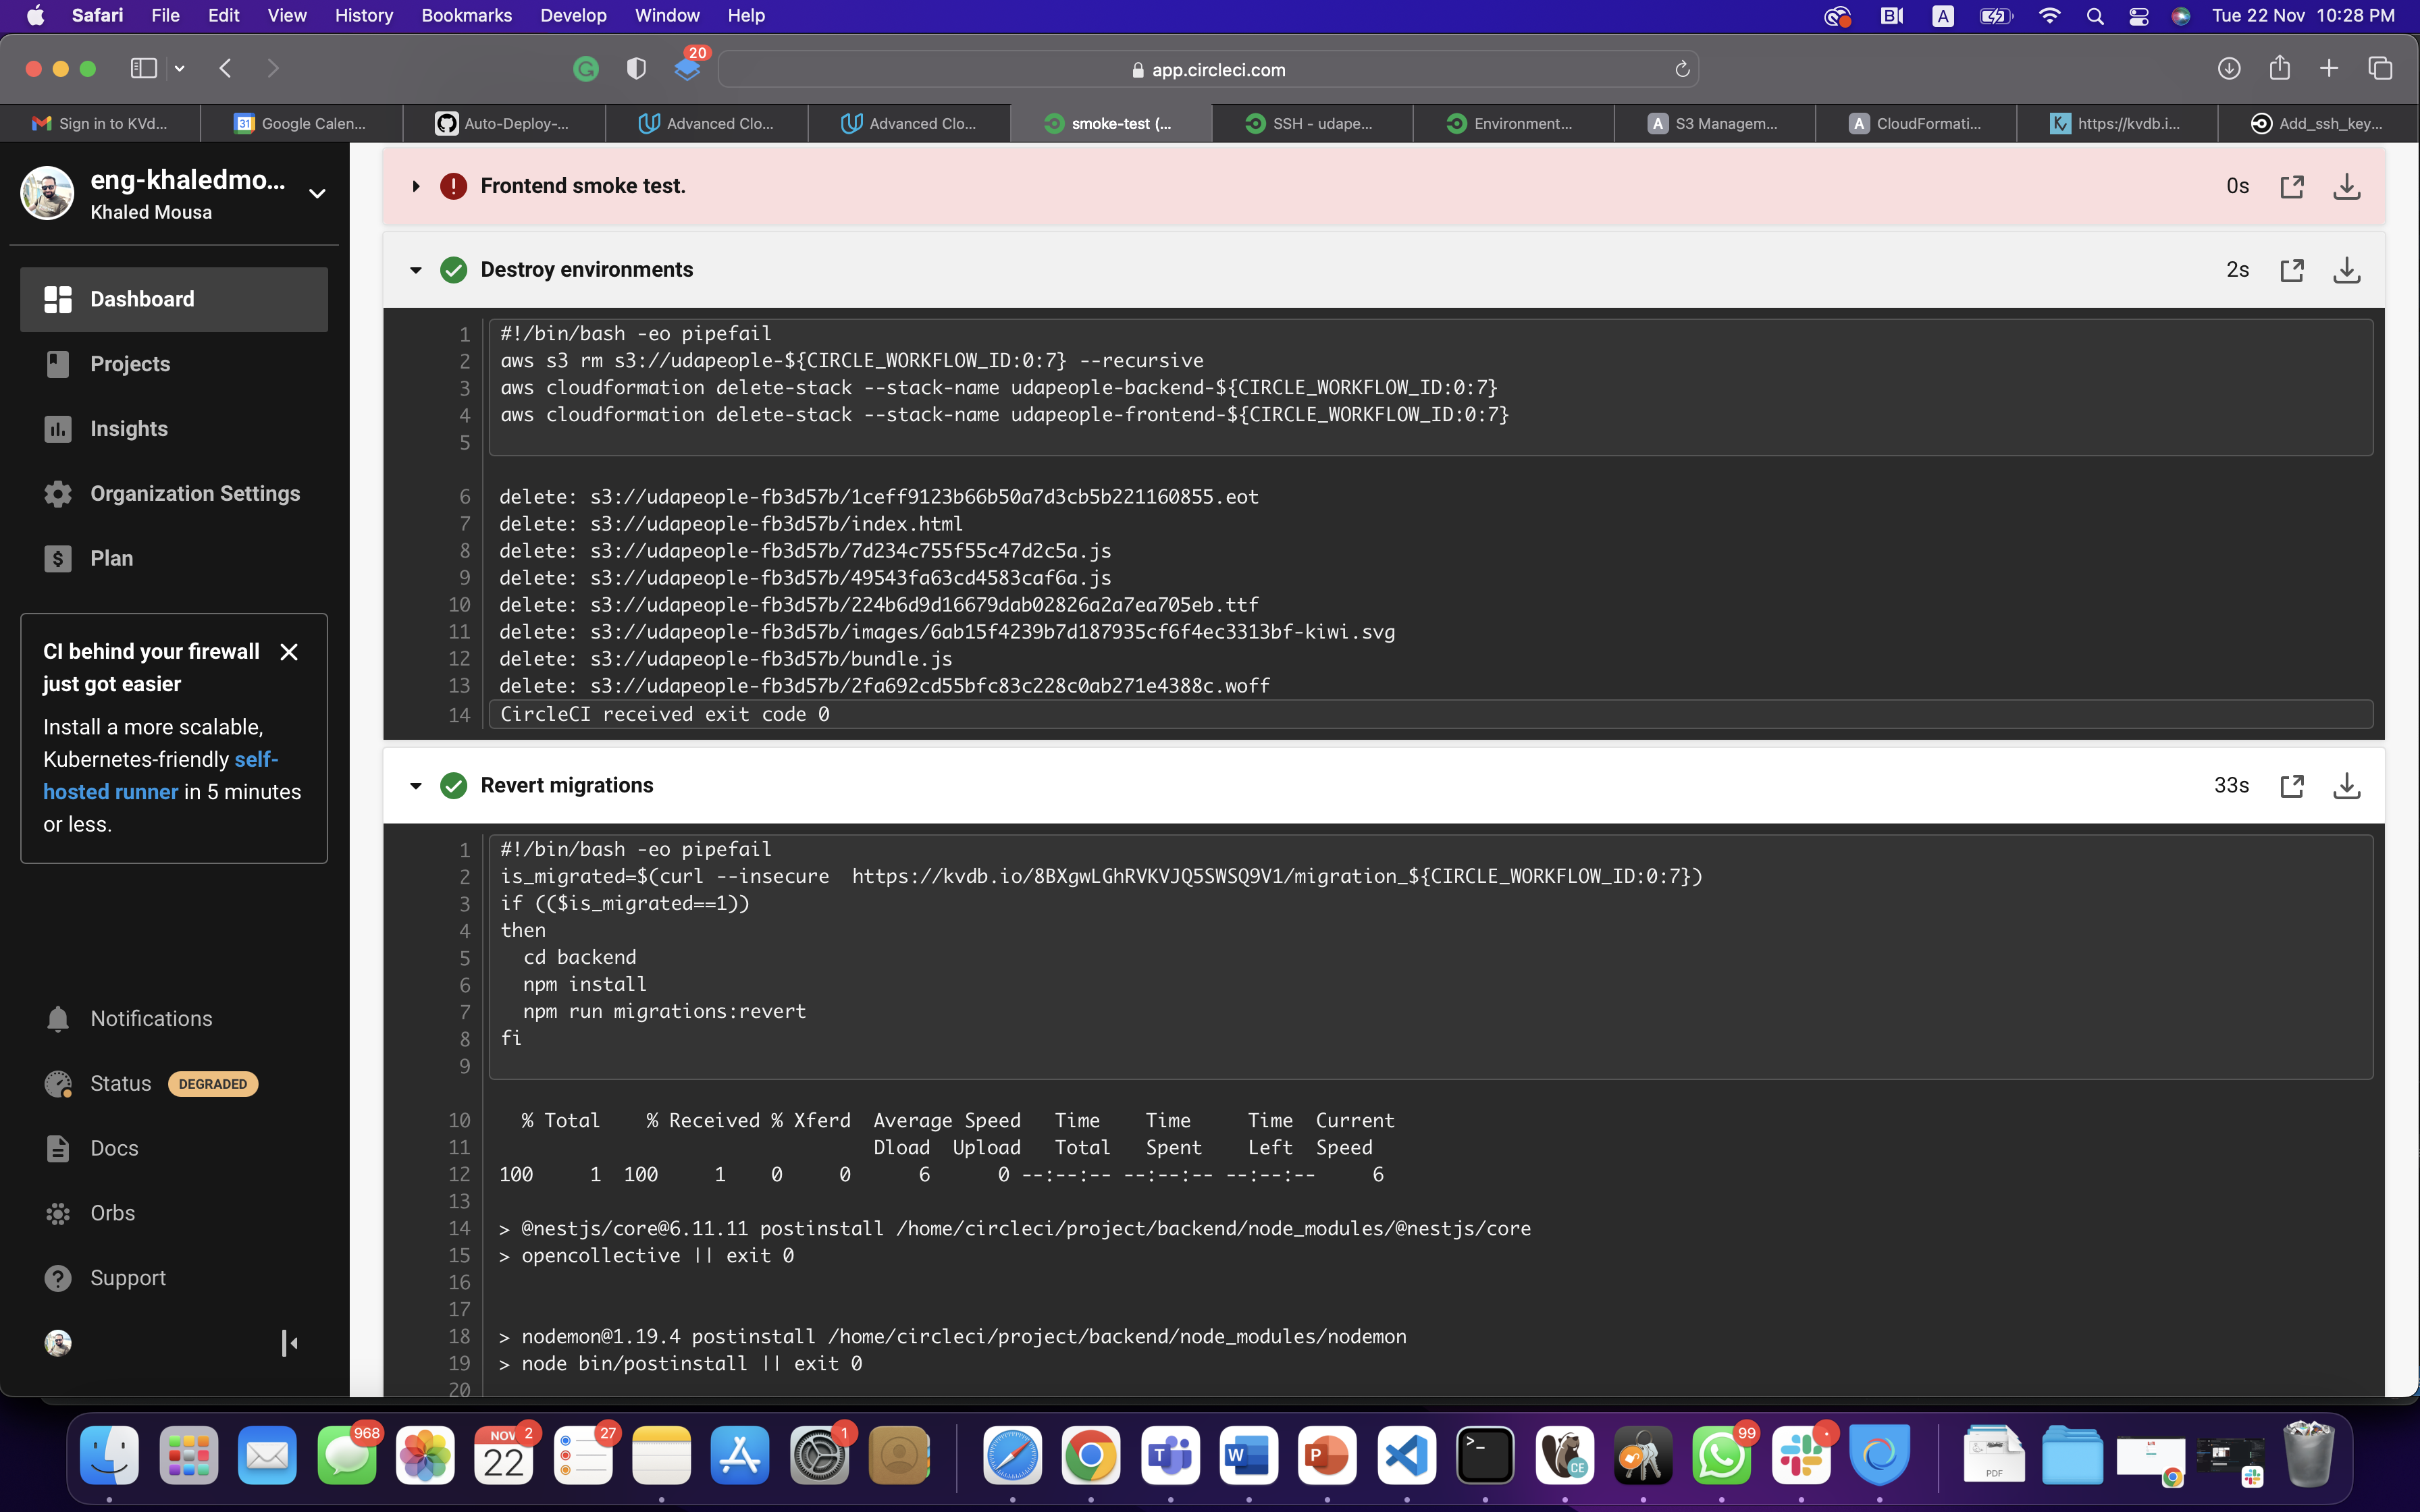 Safari File Edit View History Bookmarks Develop Window Help
A
Tue 22 Nov 10:28 PM
20
app.circleci.com
Sign in to KVd...
31 Google Calen...
Auto-Deploy-...
Advanced Clo...
Advanced Clo...
smoke-test (...
SSH - udape...
Environment...
A S3 Managem...
A CloudFormati...
https://kvdb.i...
Add_ssh_key...
eng-khaledmo...
Khaled Mousa
Dashboard
Projects
Insights
Organization Settings
Plan
CI behind your firewall
just got easier
Install a more scalable,
Kubernetes-friendly self-
hosted runner in 5 minutes
or less.
Notifications
Status DEGRADED
Docs
Orbs
Support
Frontend smoke test. 0s
Destroy environments 2s
1 #!/bin/bash -eo pipefail
2 aws s3 rm s3://udapeople-${CIRCLE_WORKFLOW_ID:0:7} --recursive
3 aws cloudformation delete-stack --stack-name udapeople-backend-${CIRCLE_WORKFLOW_ID:0:7}
4 aws cloudformation delete-stack --stack-name udapeople-frontend-${CIRCLE_WORKFLOW_ID:0:7}
5
6 delete: s3://udapeople-fb3d57b/1ceff9123b66b50a7d3cb5b221160855.eot
7 delete: s3://udapeople-fb3d57b/index.html
8 delete: s3://udapeople-fb3d57b/7d234c755f55c47d2c5a.js
9 delete: s3://udapeople-fb3d57b/49543fa63cd4583caf6a.js
10 delete: s3://udapeople-fb3d57b/224b6d9d16679dab02826a2a7ea705eb.ttf
11 delete: s3://udapeople-fb3d57b/images/6ab15f4239b7d187935cf6f4ec3313bf-kiwi.svg
12 delete: s3://udapeople-fb3d57b/bundle.js
13 delete: s3://udapeople-fb3d57b/2fa692cd55bfc83c228c0ab271e4388c.woff
14 CircleCI received exit code 0
Revert migrations 33s
1 #!/bin/bash -eo pipefail
2 is_migrated=$(curl --insecure  https://kvdb.io/8BXgwLGhRVKVJQ5SWSQ9V1/migration_${CIRCLE_WORKFLOW_ID:0:7})
3 if (($is_migrated==1))
4 then
5   cd backend
6   npm install
7   npm run migrations:revert
8 fi
9
10 % Total % Received % Xferd Average Speed Time Time Time Current
11 Dload Upload Total Spent Left Speed
12 100 1 100 1 0 0 6 0 --:--:-- --:--:-- --:--:-- 6
13
14 > @nestjs/core@6.11.11 postinstall /home/circleci/project/backend/node_modules/@nestjs/core
15 > opencollective || exit 0
16
17
18 > nodemon@1.19.4 postinstall /home/circleci/project/backend/node_modules/nodemon
19 > node bin/postinstall || exit 0
20
968
NOV 2
22
27
1
T
W
P
>_
CE
99
PDF